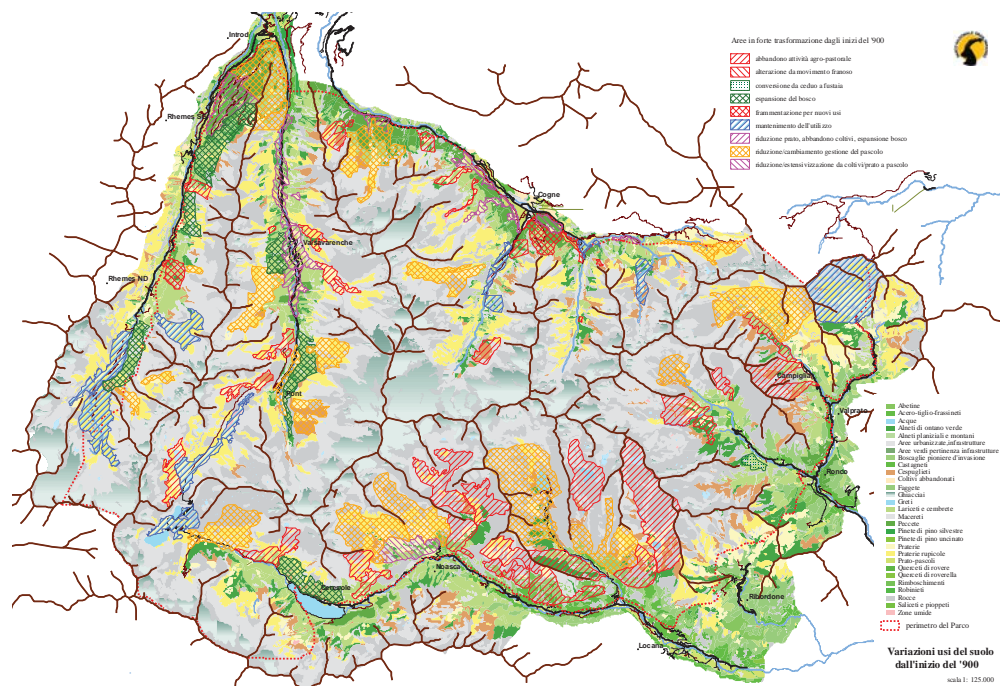 Aree in forte trasformazione dagli inizi del '900
abbandono attività agro-pastorale
alterazione da movimento franoso
conversione da ceduo a fustaia
espansione del bosco
frammentazione per nuovi usi
mantenimento dell'utilizzo
riduzione prato, abbandono coltivi, espansione bosco
riduzione/cambiamento gestione del pascolo
riduzione/estensivizzazione da coltivi/prato a pascolo
Introd
Rhemes
Cogne
Valsavarenche
Rhemes ND
Campiglia
Pont
Valprato
Ronco
Noasca
Ceresole
Ribordone
Locana
Abetine
Acero-tiglio-frassineti
Acque
Alneti di ontano verde
Alneti planiziali e montani
Aree urbanizzate,infrastrutture
Aree verdi pertinenza infrastrutture
Boscaglie pioniere d'invasione
Castagneti
Cespuglieti
Coltivi abbandonati
Faggete
Ghiacciai
Greti
Lariceti e cembrete
Macereti
Peccete
Pinete di pino silvestre
Pinete di pino uncinato
Praterie
Praterie rupicole
Prato-pascoli
Querceti di rovere
Querceti di roverella
Rimboschimenti
Robinieti
Rocce
Saliceti e pioppeti
Zone umide
perimetro del Parco
Variazioni usi del suolo
dall'inizio del '900
scala 1: 125.000